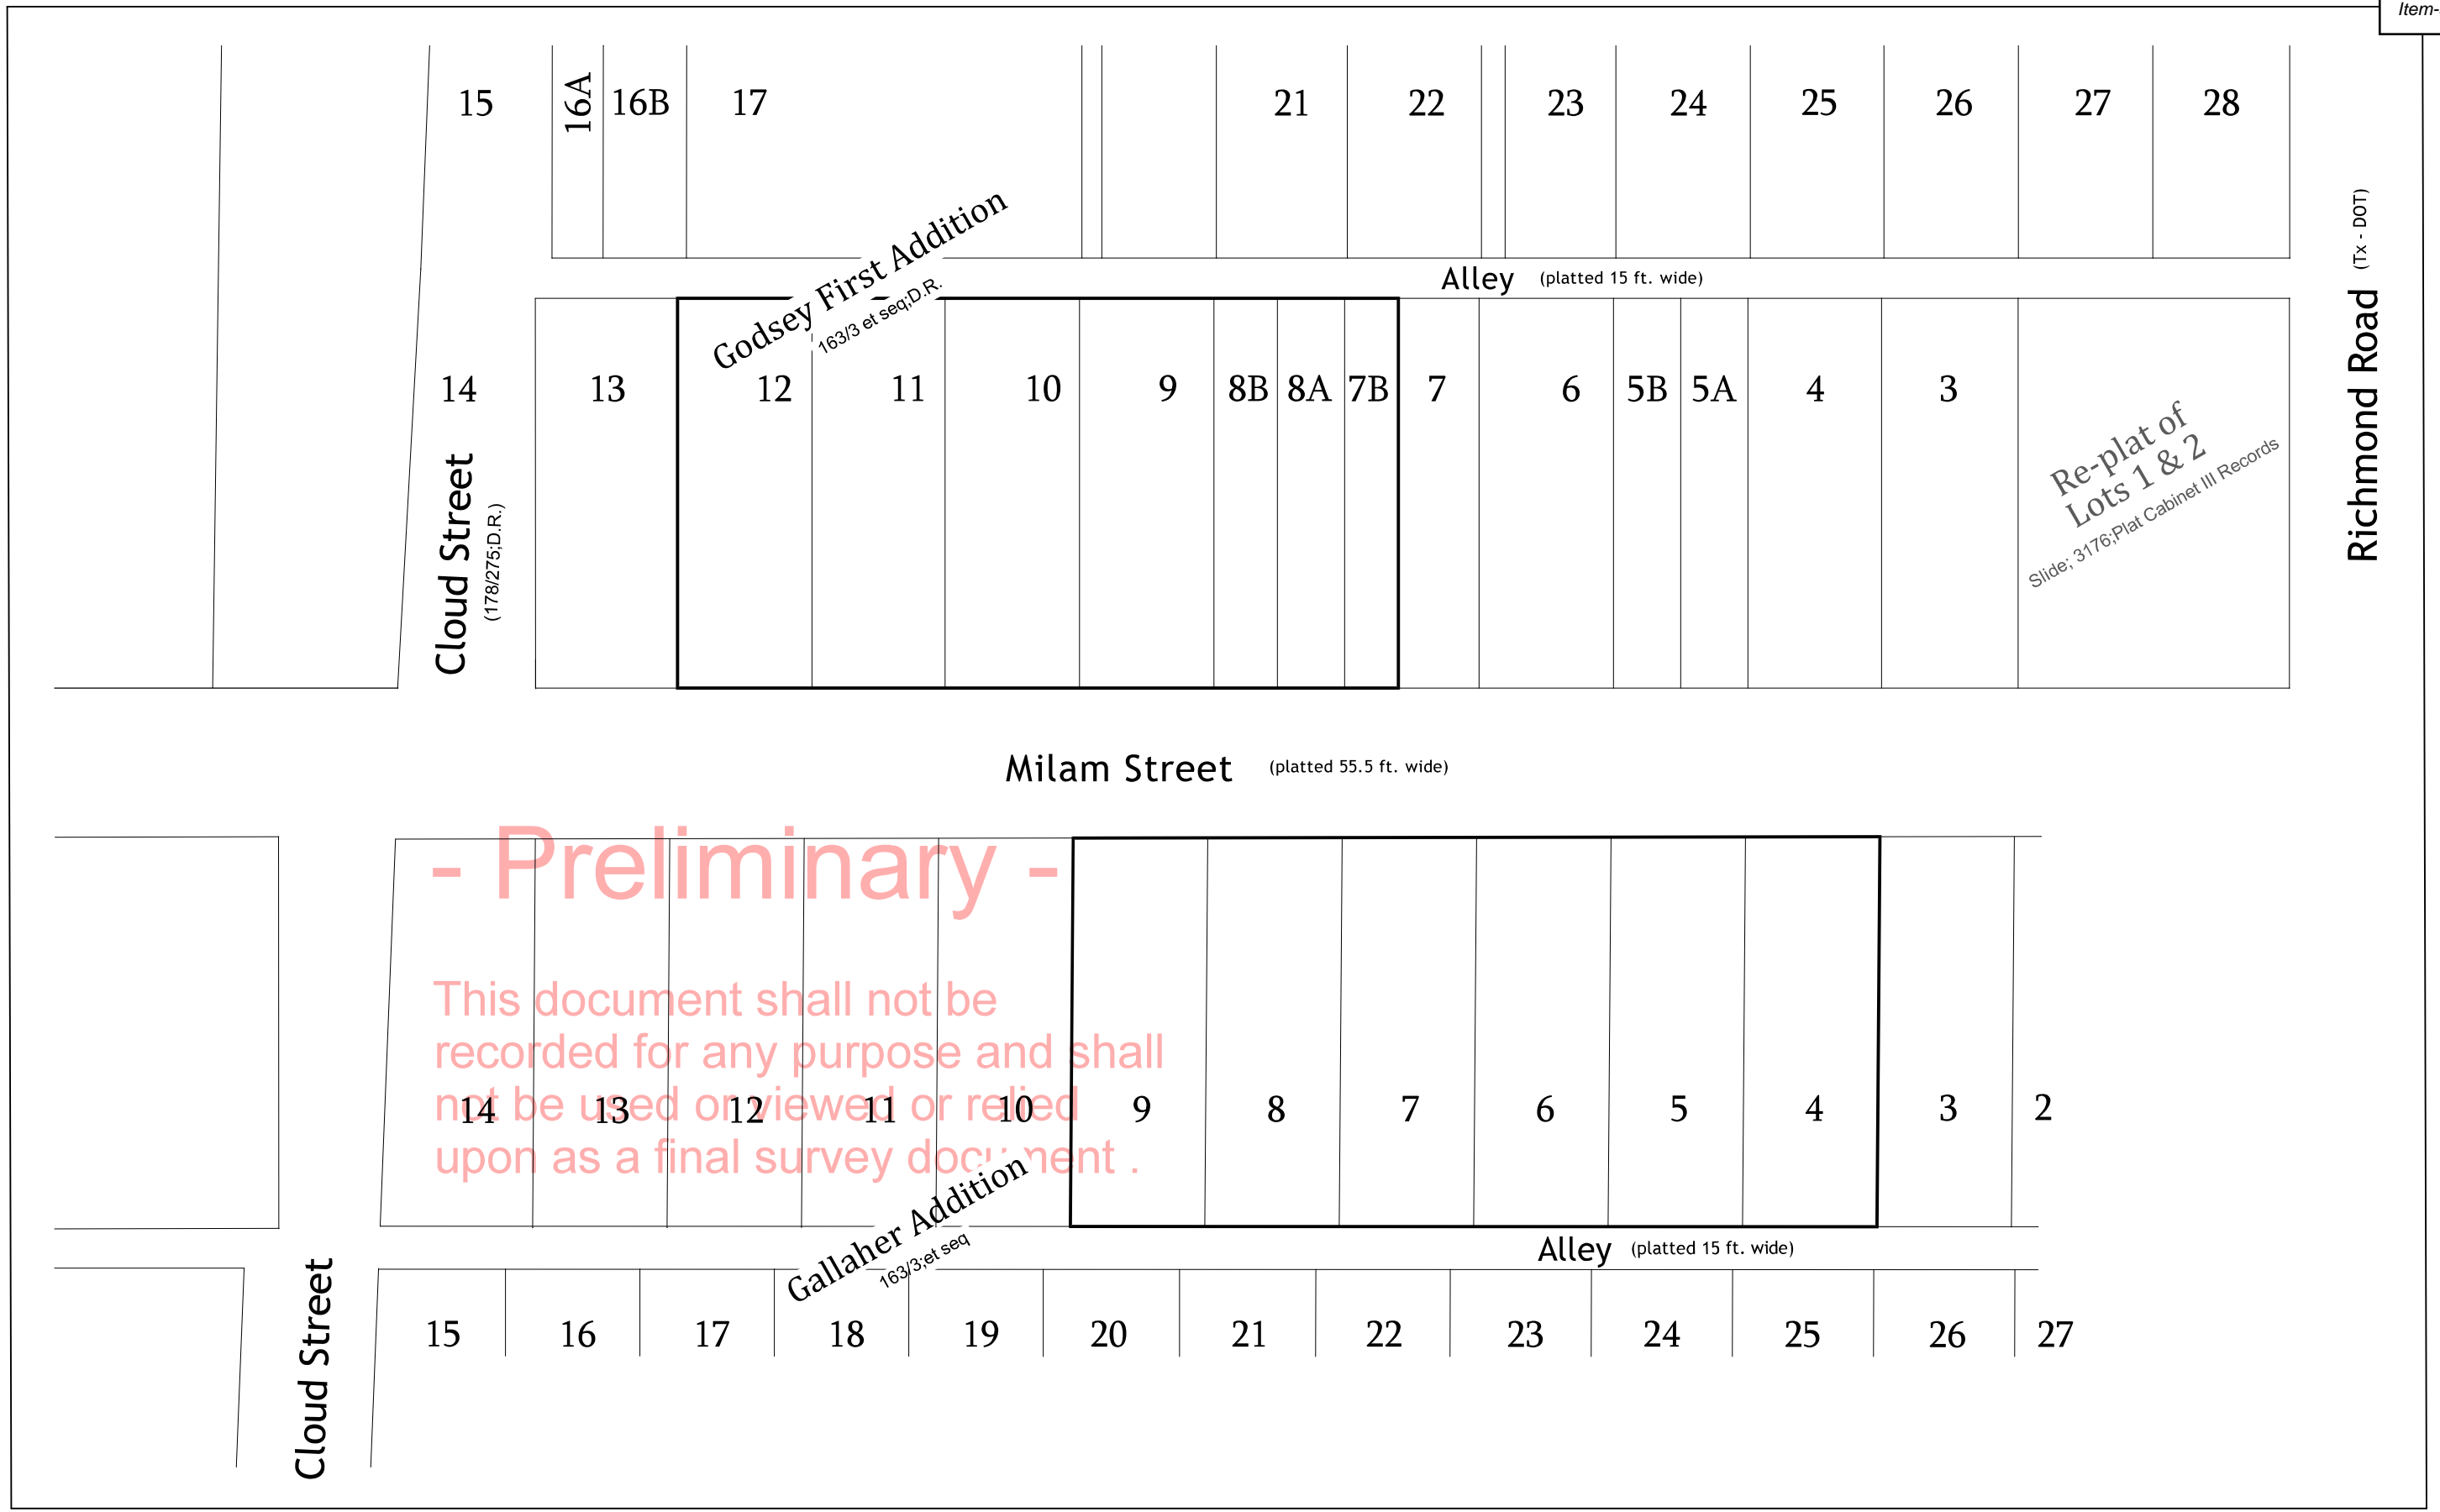 Item-
15 16A 16B 17 21 22 23 24 25 26 27 28
Godsey First Addition
163/3 et seq;D.R.
Alley (platted 15 ft. wide)
Richmond Road (Tx - DOT)
14 13 12 11 10 9 8B 8A 7B 7 6 5B 5A 4 3
Re-plat of
Lots 1 & 2
Slide; 3176;Plat Cabinet III Records
Cloud Street
(178/275;D.R.)
Milam Street (platted 55.5 ft. wide)
- Preliminary -
This document shall not be
recorded for any purpose and shall
not be used or viewed or relied
upon as a final survey document .
14 13 12 11 10 9 8 7 6 5 4 3 2
Gallaher Addition
163/3;et seq
Alley (platted 15 ft. wide)
Cloud Street
15 16 17 18 19 20 21 22 23 24 25 26 27